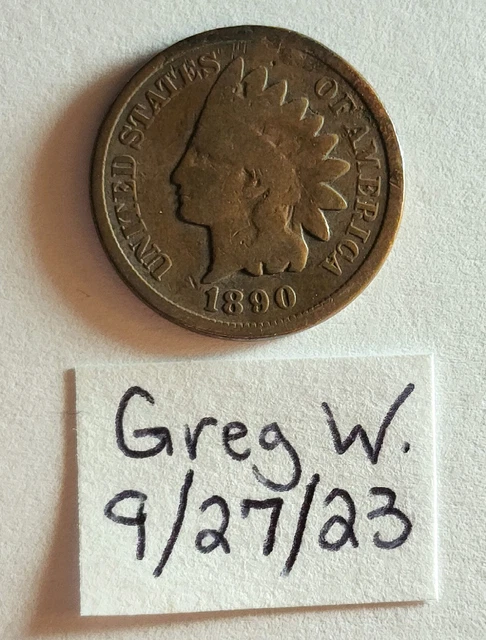 UNITED STATES OF AMERICA
1890
Greg W.
9/27/23